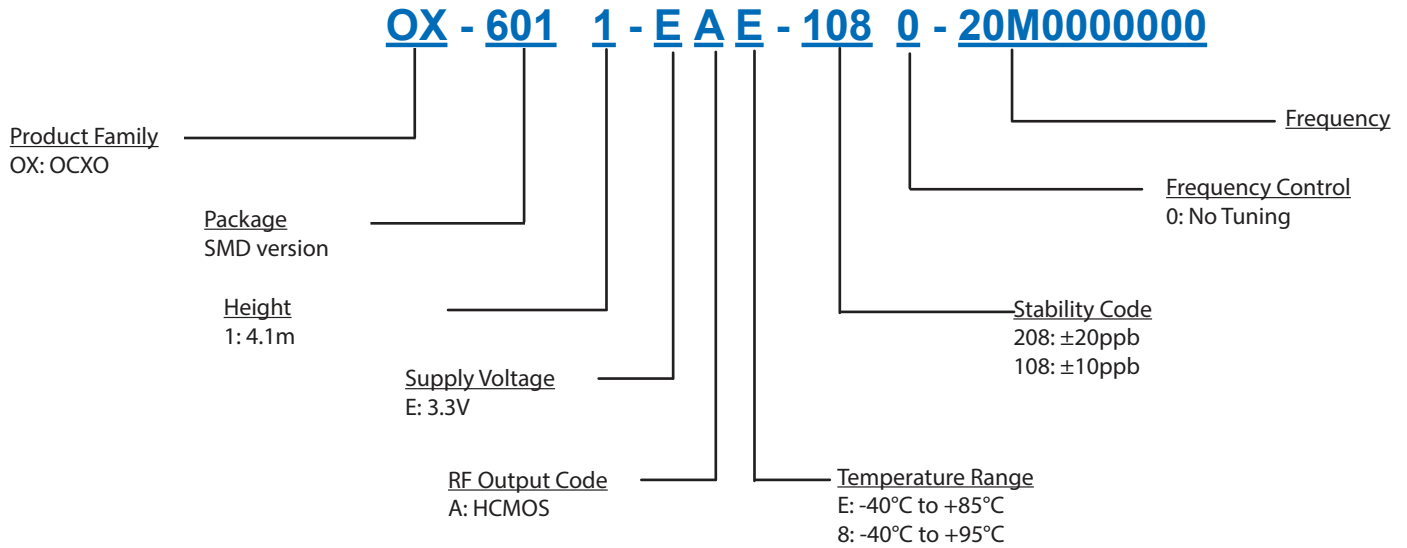 OX - 601 1 - E A E - 108 0 - 20M0000000
Product Family
OX: OCXO
Package
SMD version
Height
1: 4.1m
Supply Voltage
E: 3.3V
RF Output Code
A: HCMOS
Temperature Range
E: -40°C to +85°C
8: -40°C to +95°C
Stability Code
208: ±20ppb
108: ±10ppb
Frequency Control
0: No Tuning
Frequency